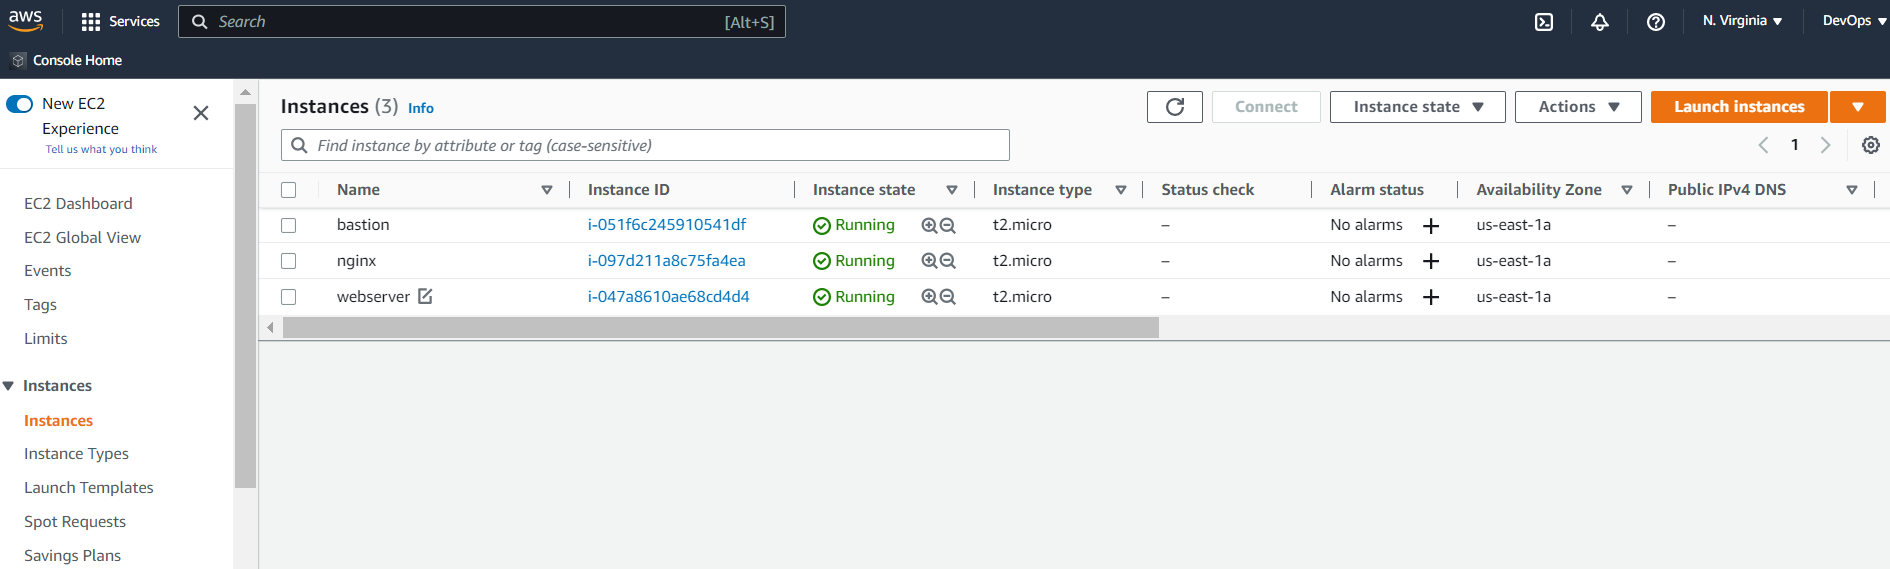 aws
Services
Search [Alt+S]
N. Virginia
DevOps
Console Home
New EC2
Experience
Tell us what you think
EC2 Dashboard
EC2 Global View
Events
Tags
Limits
Instances
Instances
Instance Types
Launch Templates
Spot Requests
Savings Plans
Instances (3) Info
Connect
Instance state
Actions
Launch instances
Find instance by attribute or tag (case-sensitive)
1
Name Instance ID Instance state Instance type Status check Alarm status Availability Zone Public IPv4 DNS
bastion i-051f6c245910541df Running t2.micro – No alarms us-east-1a –
nginx i-097d211a8c75fa4ea Running t2.micro – No alarms us-east-1a –
webserver i-047a8610ae68cd4d4 Running t2.micro – No alarms us-east-1a –